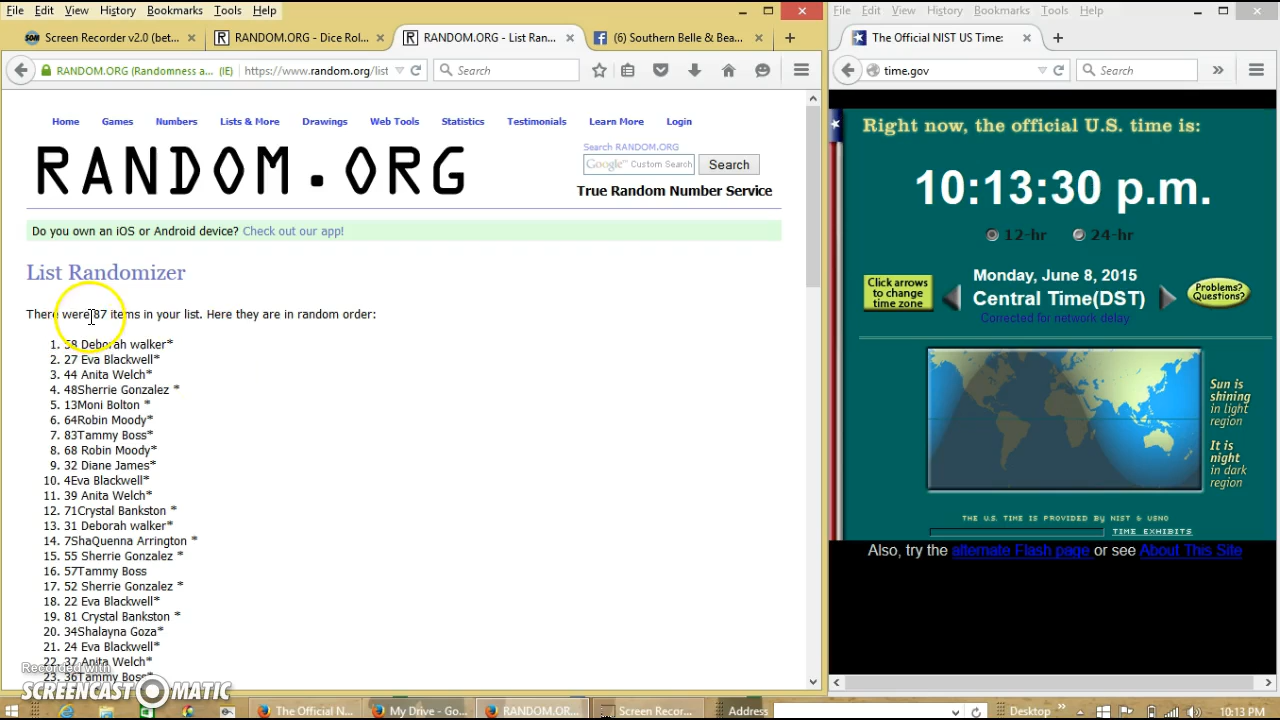 File Edit View History Bookmarks Tools Help
Screen Recorder v2.0 (bet...
RANDOM.ORG - Dice Rol...
RANDOM.ORG - List Ran...
(6) Southern Belle & Bea...
RANDOM.ORG (Randomness a... (IE)
https://www.random.org/list
Search
Home Games Numbers Lists & More Drawings Web Tools Statistics Testimonials Learn More Login
RANDOM.ORG
Search RANDOM.ORG
Google™ Custom Search
Search
True Random Number Service
Do you own an iOS or Android device? Check out our app!
List Randomizer
There were 87 items in your list. Here they are in random order:
1. 58 Deborah walker*
2. 27 Eva Blackwell*
3. 44 Anita Welch*
4. 48Sherrie Gonzalez *
5. 13Moni Bolton *
6. 64Robin Moody*
7. 83Tammy Boss*
8. 68 Robin Moody*
9. 32 Diane James*
10. 4Eva Blackwell*
11. 39 Anita Welch*
12. 71Crystal Bankston *
13. 31 Deborah walker*
14. 7ShaQuenna Arrington *
15. 55 Sherrie Gonzalez *
16. 57Tammy Boss
17. 52 Sherrie Gonzalez *
18. 22 Eva Blackwell*
19. 81 Crystal Bankston *
20. 34Shalayna Goza*
21. 24 Eva Blackwell*
22. 37 Anita Welch*
23. 36Tammy Boss*
Recorded with
SCREENCAST MATIC
File Edit View History Bookmarks Tools Help
The Official NIST US Time:
time.gov
Search
Right now, the official U.S. time is:
10:13:30 p.m.
12-hr 24-hr
Click arrows
to change
time zone
Monday, June 8, 2015
Central Time(DST)
Corrected for network delay
Problems?
Questions?
Sun is
shining
in light
region
It is
night
in dark
region
THE U.S. TIME IS PROVIDED BY NIST & USNO
TIME EXHIBITS
Also, try the alternate Flash page or see About This Site
The Official N...
My Drive - Go...
RANDOM.OR...
Screen Recor...
Address
Desktop
10:13 PM